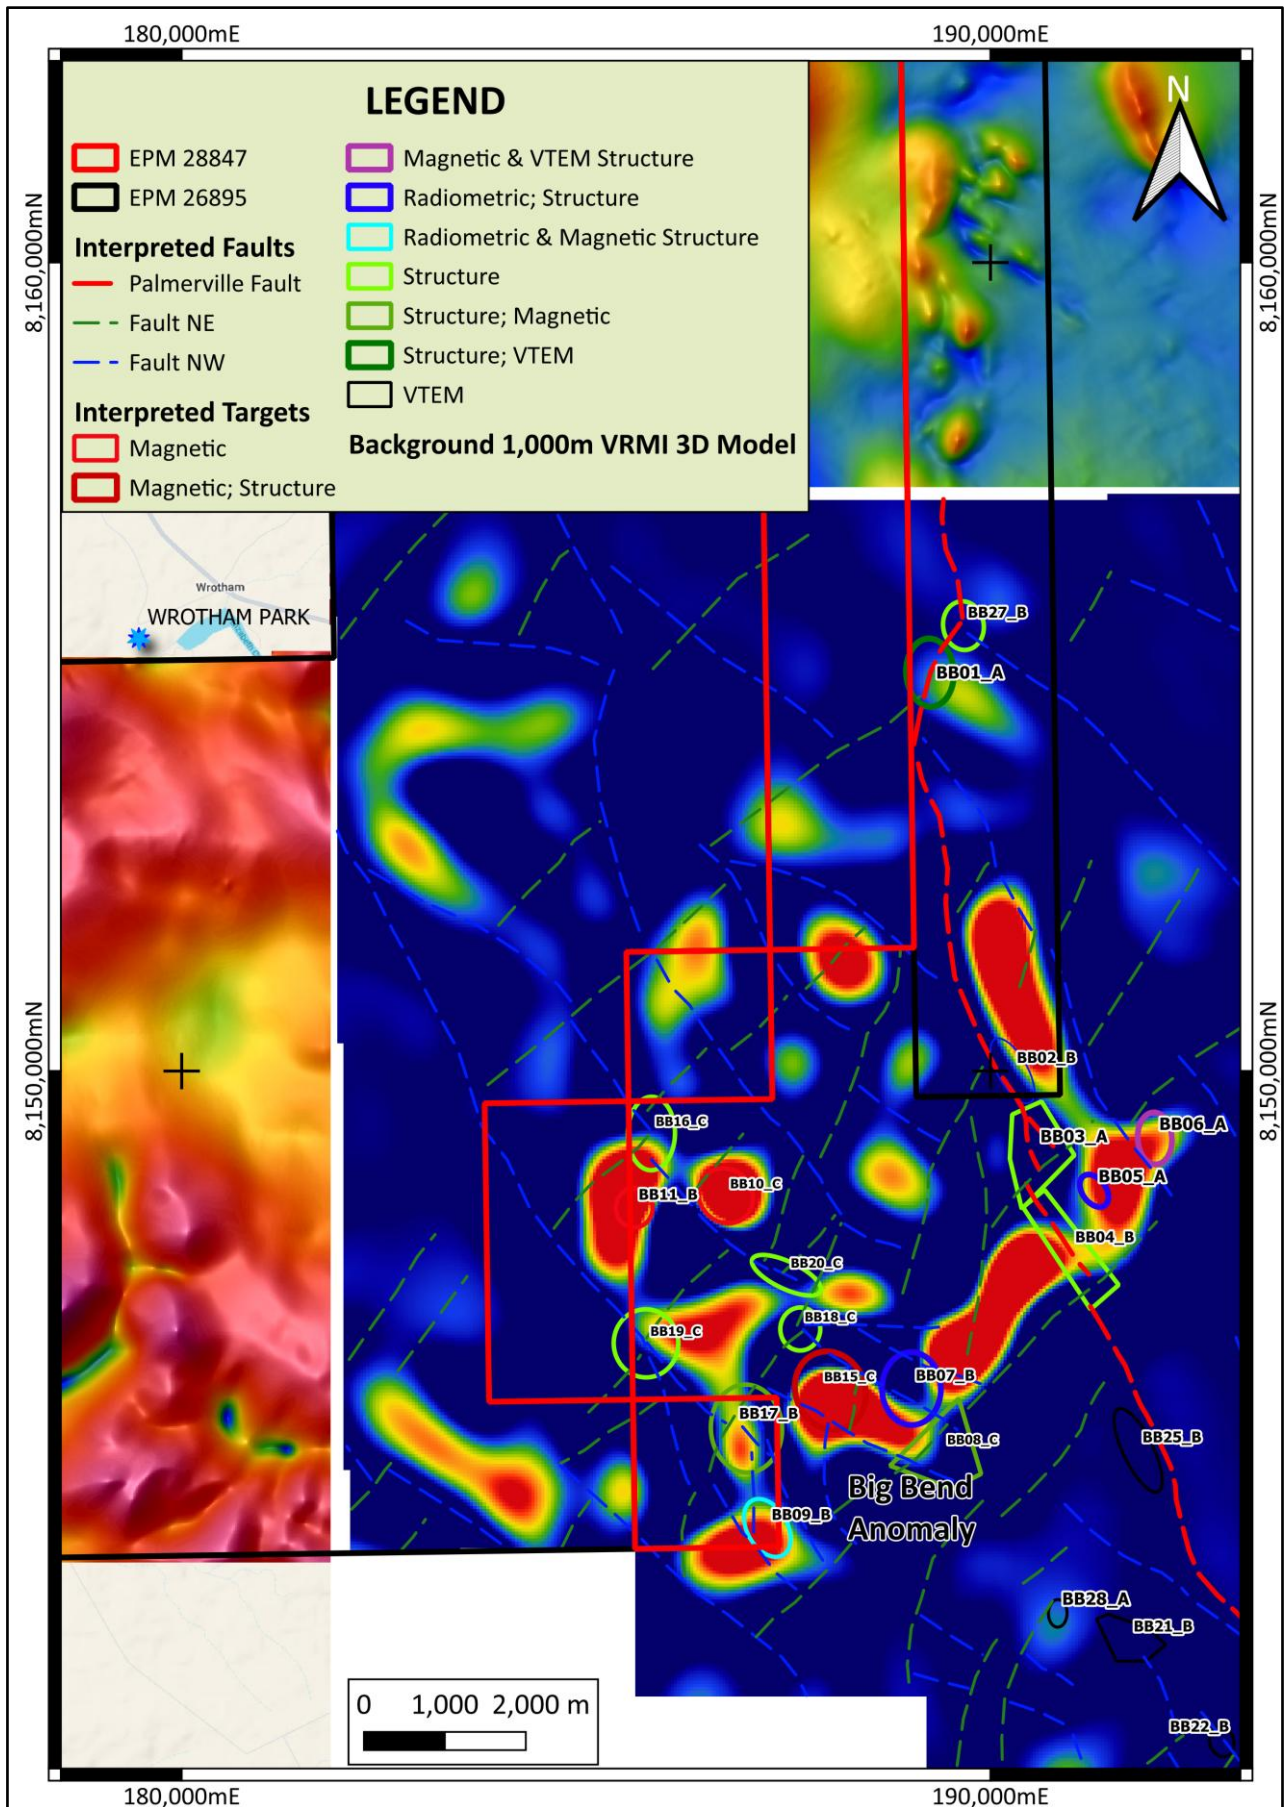 180,000mE
190,000mE
LEGEND
EPM 28847
EPM 26895
Interpreted Faults
Palmerville Fault
Fault NE
Fault NW
Interpreted Targets
Magnetic
Magnetic; Structure
Magnetic & VTEM Structure
Radiometric; Structure
Radiometric & Magnetic Structure
Structure
Structure; Magnetic
Structure; VTEM
VTEM
Background 1,000m VRMI 3D Model
N
8,160,000mN
8,160,000mN
Wrotham
WROTHAM PARK
BB27_B
BB01_A
8,150,000mN
8,150,000mN
BB02_B
BB16_C
BB03_A
BB06_A
BB11_B
BB10_C
BB05_A
BB04_B
BB20_C
BB19_C
BB18_C
BB15_C
BB07_B
BB17_B
BB08_C
BB25_B
Big Bend
Anomaly
BB09_B
BB28_A
BB21_B
BB22_B
0 1,000 2,000 m
180,000mE
190,000mE